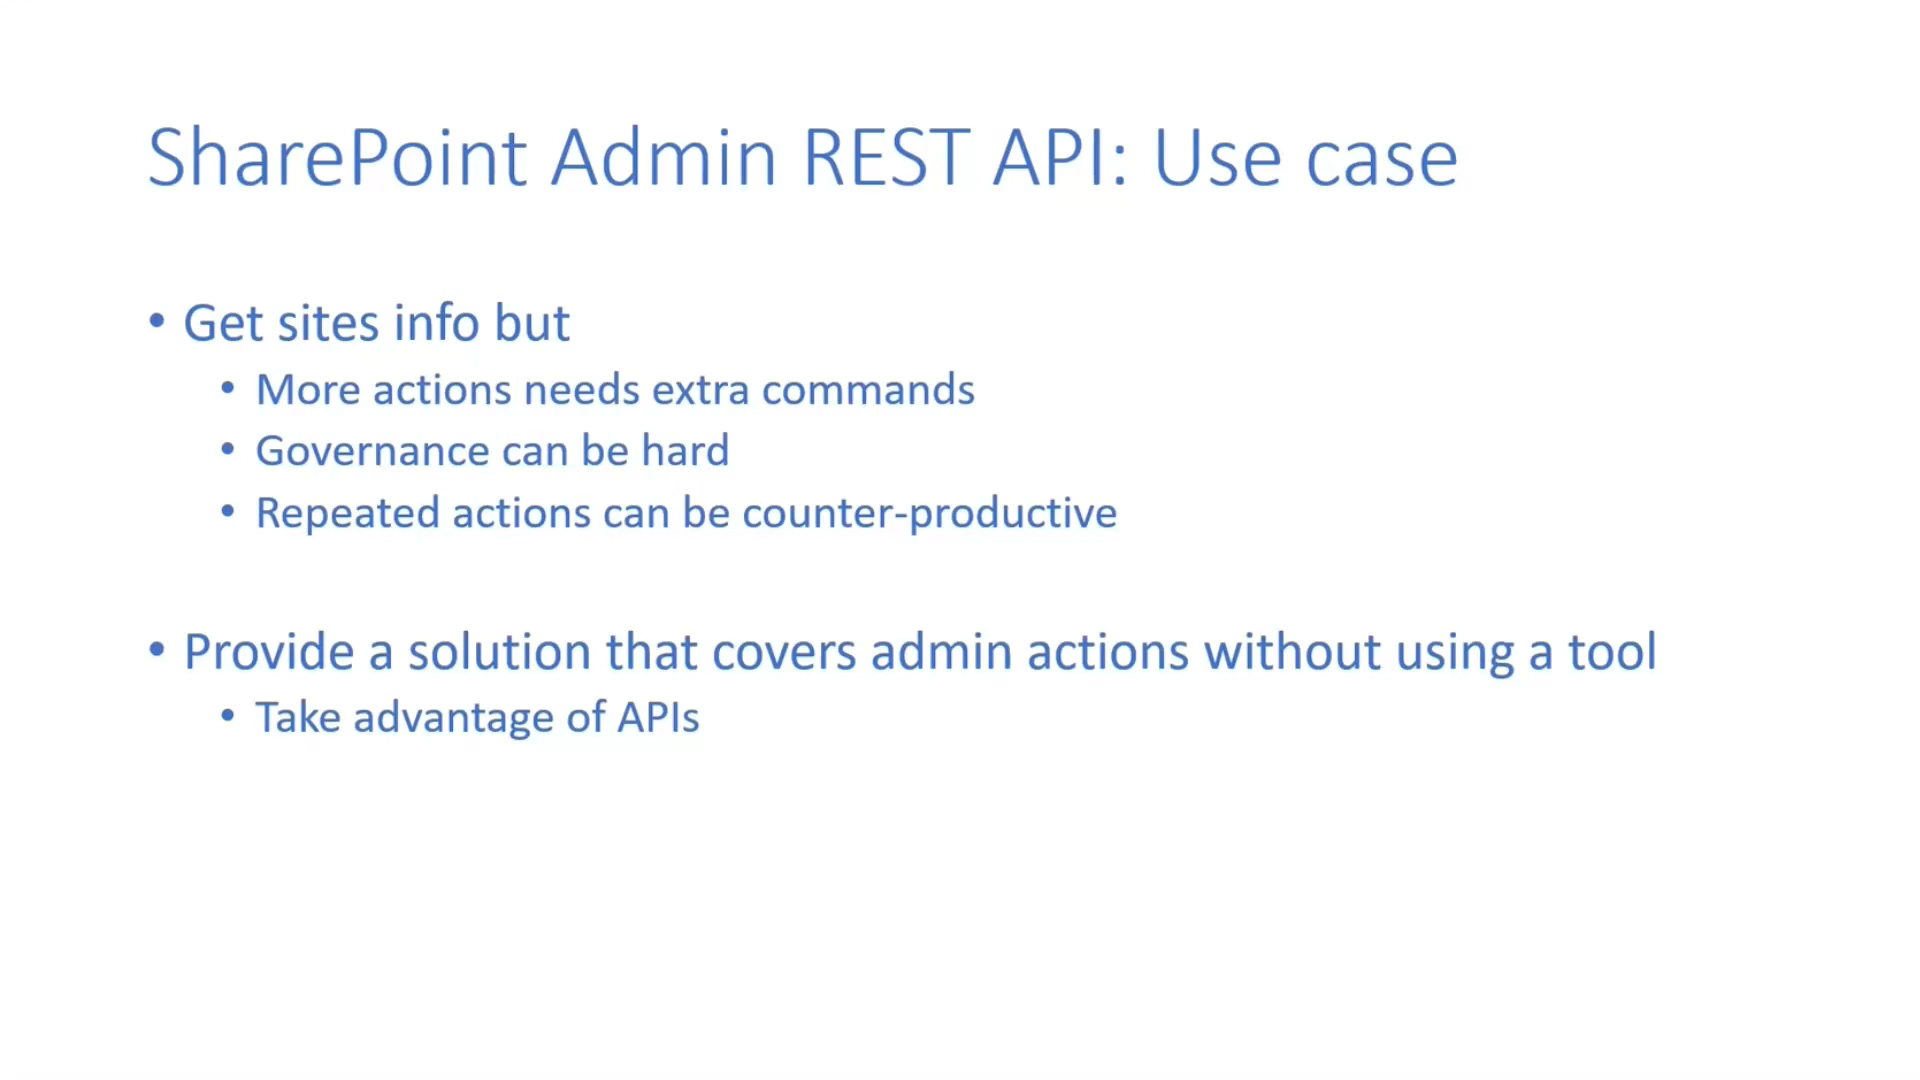 SharePoint Admin REST API: Use case
• Get sites info but
• More actions needs extra commands
• Governance can be hard
• Repeated actions can be counter-productive
• Provide a solution that covers admin actions without using a tool
• Take advantage of APIs